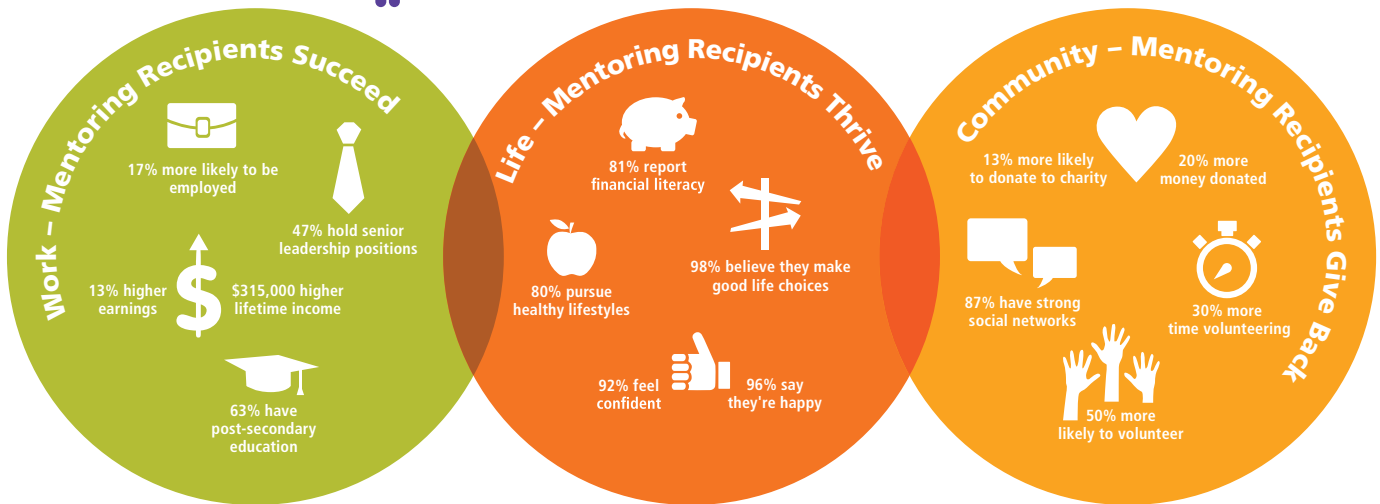 Work – Mentoring Recipients Succeed
17% more likely to be
employed
47% hold senior
leadership positions
13% higher
earnings
$315,000 higher
lifetime income
63% have
post-secondary
education
Life – Mentoring Recipients Thrive
81% report
financial literacy
98% believe they make
good life choices
80% pursue
healthy lifestyles
92% feel
confident
96% say
they're happy
Community – Mentoring Recipients Give Back
13% more likely
to donate to charity
20% more
money donated
87% have strong
social networks
30% more
time volunteering
50% more
likely to volunteer